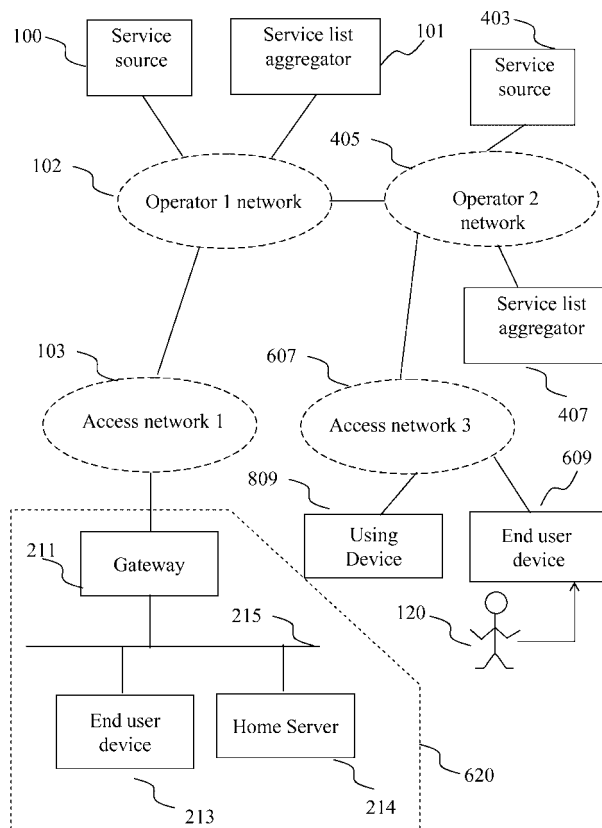 403
100
Service
source
Service list
aggregator
101
Service
source
405
102
Operator 1 network
Operator 2
network
Service list
aggregator
103
607
407
Access network 1
Access network 3
609
809
Using
Device
End user
device
211
Gateway
215
120
End user
device
Home Server
620
213
214